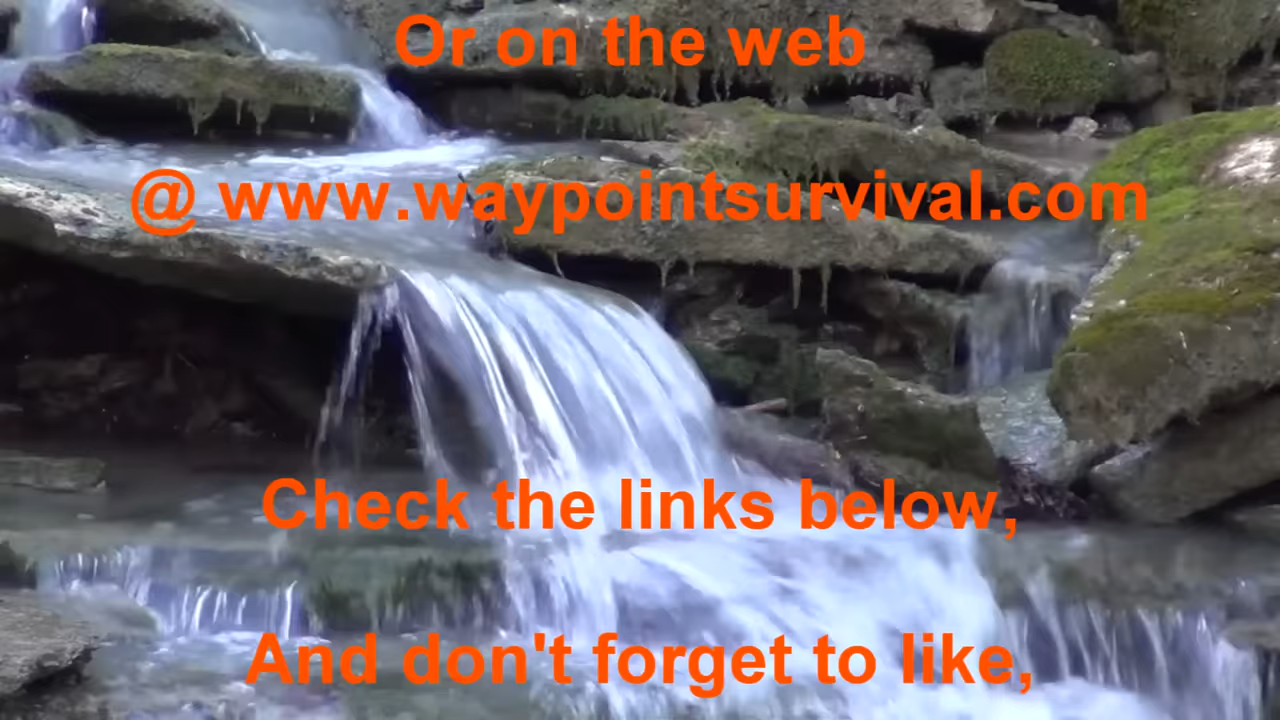 Or on the web
@ www.waypointsurvival.com
Check the links below,
And don't forget to like,